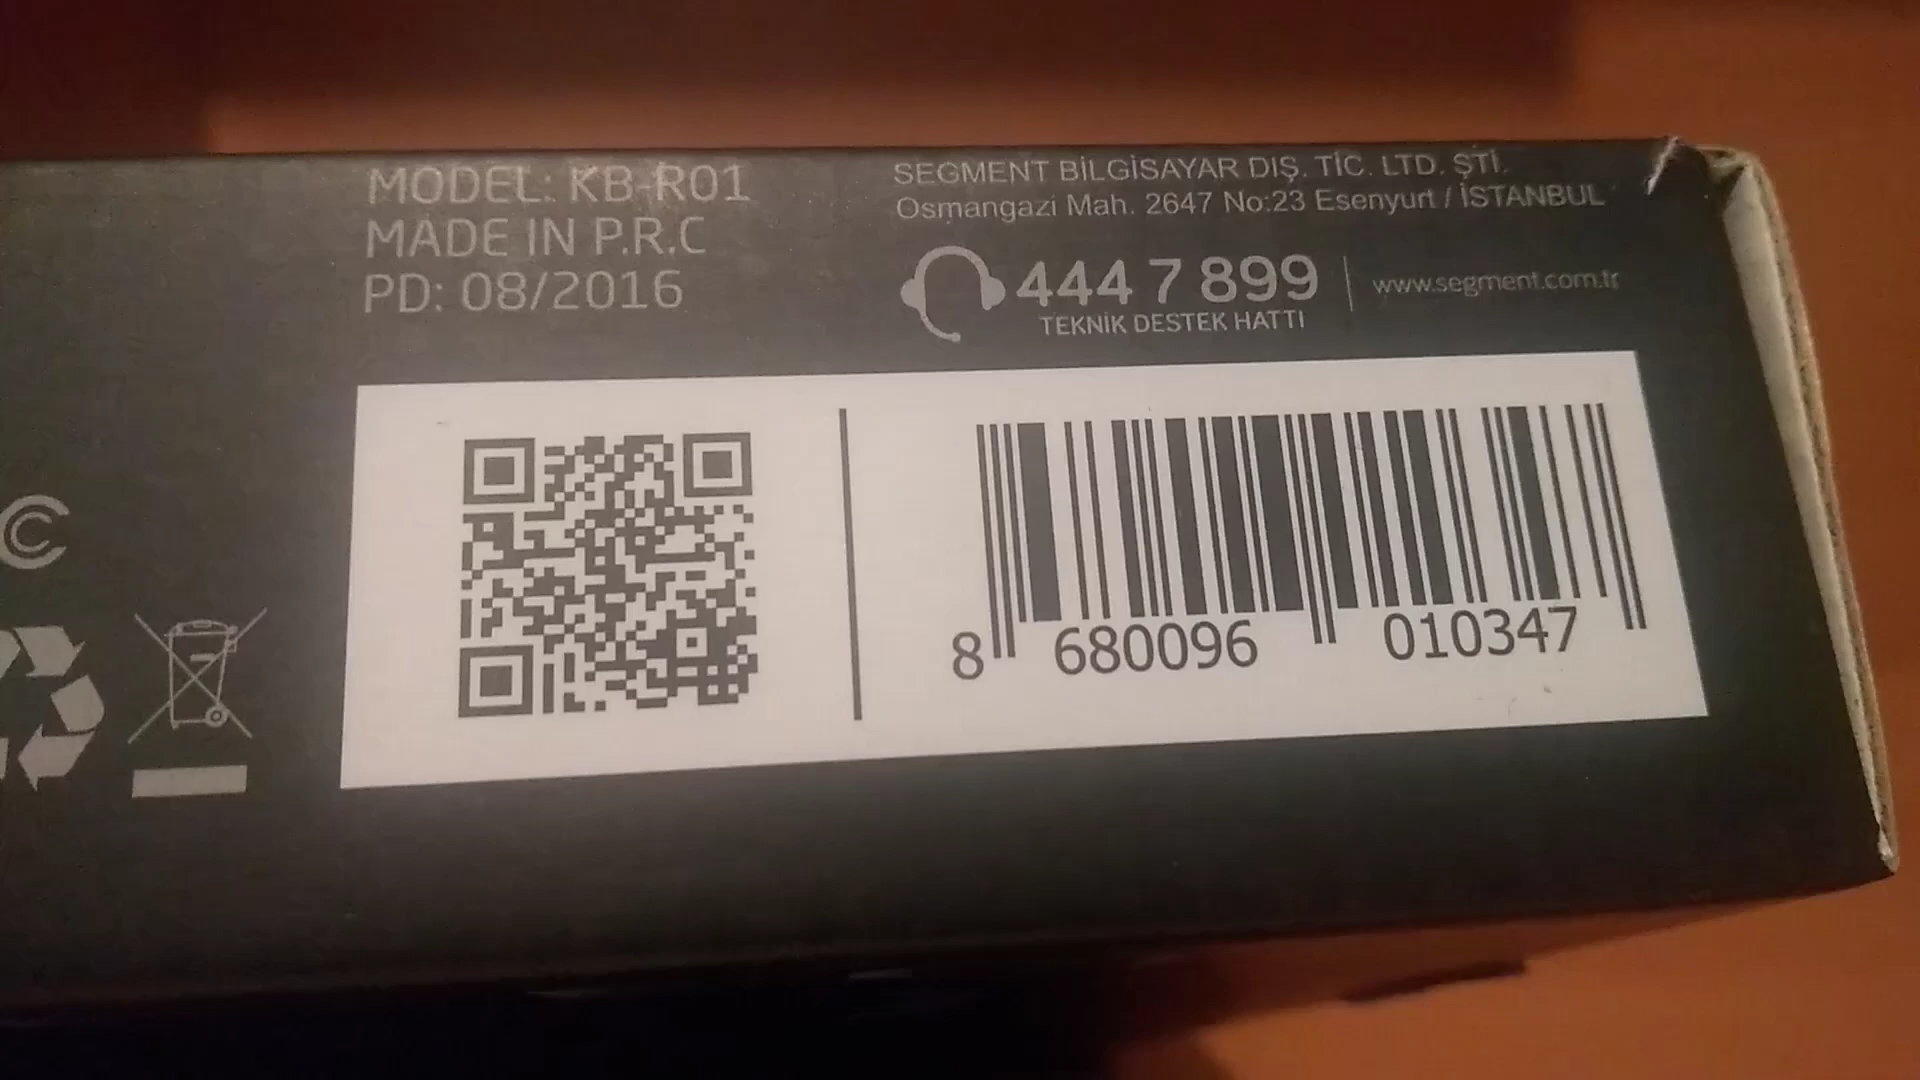 MODEL: KB-R01
MADE IN P.R.C
PD: 08/2016
SEGMENT BİLGİSAYAR DIŞ. TİC. LTD. ŞTİ.
Osmangazi Mah. 2647 No:23 Esenyurt / İSTANBUL
444 7 899
TEKNİK DESTEK HATTI
www.segment.com.tr
8 680096 010347